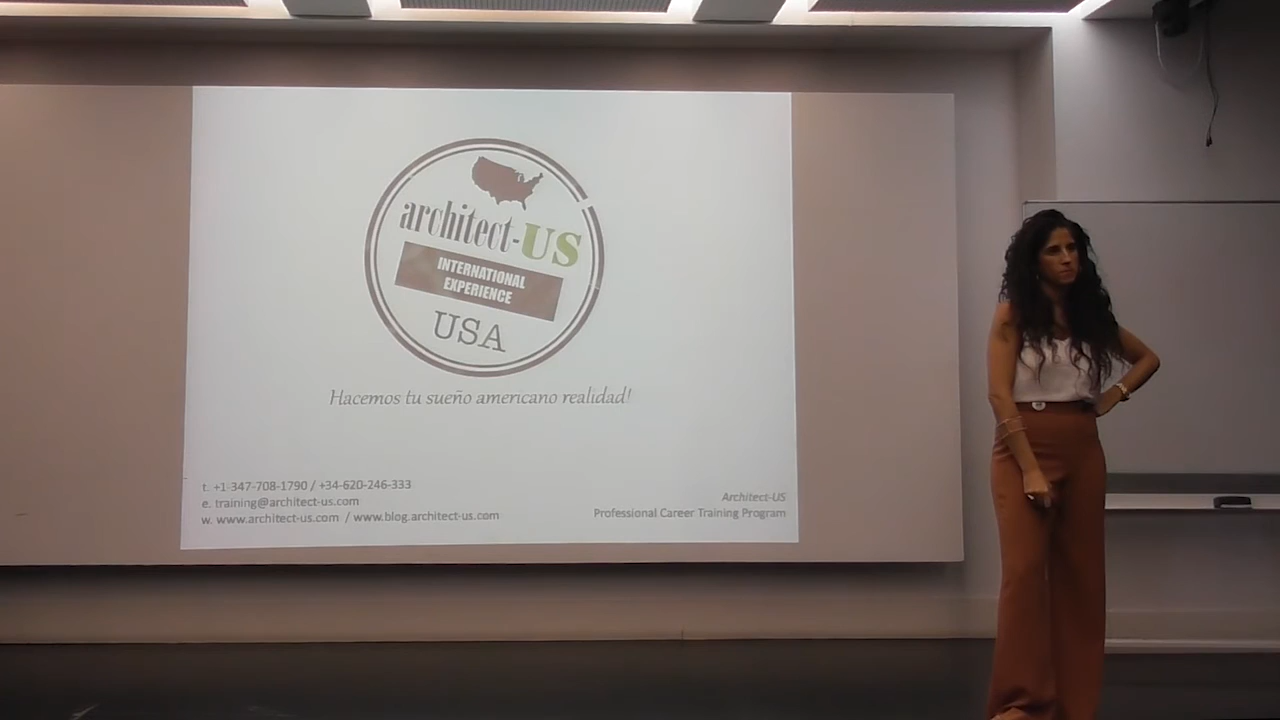 architect-US
INTERNATIONAL
EXPERIENCE
USA
Hacemos tu sueño americano realidad!
t. +1-347-708-1790 / +34-620-246-333
e. training@architect-us.com
w. www.architect-us.com / www.blog.architect-us.com
Architect-US
Professional Career Training Program